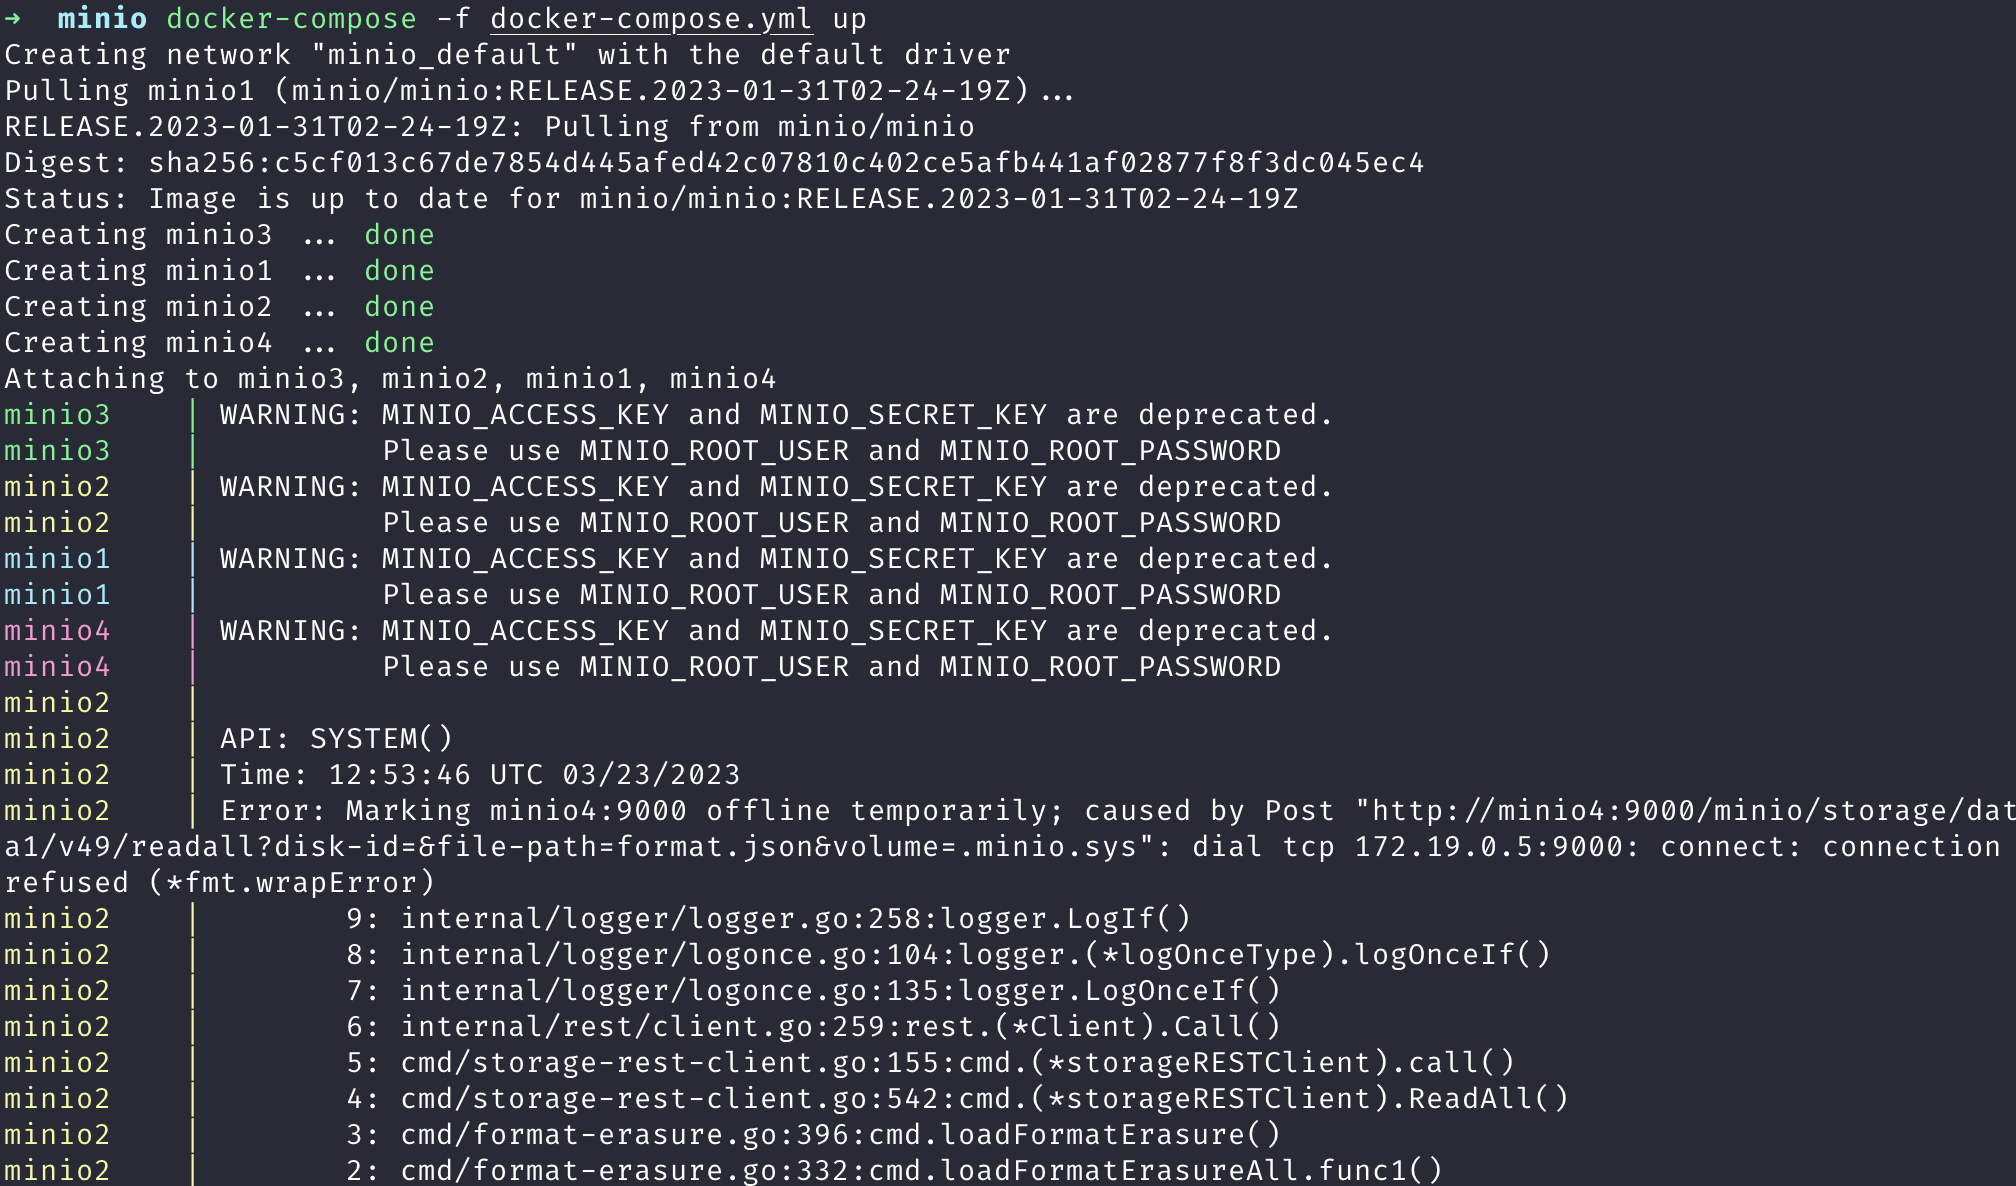 →  minio docker-compose -f docker-compose.yml up
Creating network "minio_default" with the default driver
Pulling minio1 (minio/minio:RELEASE.2023-01-31T02-24-19Z)...
RELEASE.2023-01-31T02-24-19Z: Pulling from minio/minio
Digest: sha256:c5cf013c67de7854d445afed42c07810c402ce5afb441af02877f8f3dc045ec4
Status: Image is up to date for minio/minio:RELEASE.2023-01-31T02-24-19Z
Creating minio3 ... done
Creating minio1 ... done
Creating minio2 ... done
Creating minio4 ... done
Attaching to minio3, minio2, minio1, minio4
minio3    | WARNING: MINIO_ACCESS_KEY and MINIO_SECRET_KEY are deprecated.
minio3    |          Please use MINIO_ROOT_USER and MINIO_ROOT_PASSWORD
minio2    | WARNING: MINIO_ACCESS_KEY and MINIO_SECRET_KEY are deprecated.
minio2    |          Please use MINIO_ROOT_USER and MINIO_ROOT_PASSWORD
minio1    | WARNING: MINIO_ACCESS_KEY and MINIO_SECRET_KEY are deprecated.
minio1    |          Please use MINIO_ROOT_USER and MINIO_ROOT_PASSWORD
minio4    | WARNING: MINIO_ACCESS_KEY and MINIO_SECRET_KEY are deprecated.
minio4    |          Please use MINIO_ROOT_USER and MINIO_ROOT_PASSWORD
minio2    |
minio2    | API: SYSTEM()
minio2    | Time: 12:53:46 UTC 03/23/2023
minio2    | Error: Marking minio4:9000 offline temporarily; caused by Post "http://minio4:9000/minio/storage/dat
a1/v49/readall?disk-id=&file-path=format.json&volume=.minio.sys": dial tcp 172.19.0.5:9000: connect: connection
refused (*fmt.wrapError)
minio2    |        9: internal/logger/logger.go:258:logger.LogIf()
minio2    |        8: internal/logger/logonce.go:104:logger.(*logOnceType).logOnceIf()
minio2    |        7: internal/logger/logonce.go:135:logger.LogOnceIf()
minio2    |        6: internal/rest/client.go:259:rest.(*Client).Call()
minio2    |        5: cmd/storage-rest-client.go:155:cmd.(*storageRESTClient).call()
minio2    |        4: cmd/storage-rest-client.go:542:cmd.(*storageRESTClient).ReadAll()
minio2    |        3: cmd/format-erasure.go:396:cmd.loadFormatErasure()
minio2    |        2: cmd/format-erasure.go:332:cmd.loadFormatErasureAll.func1()